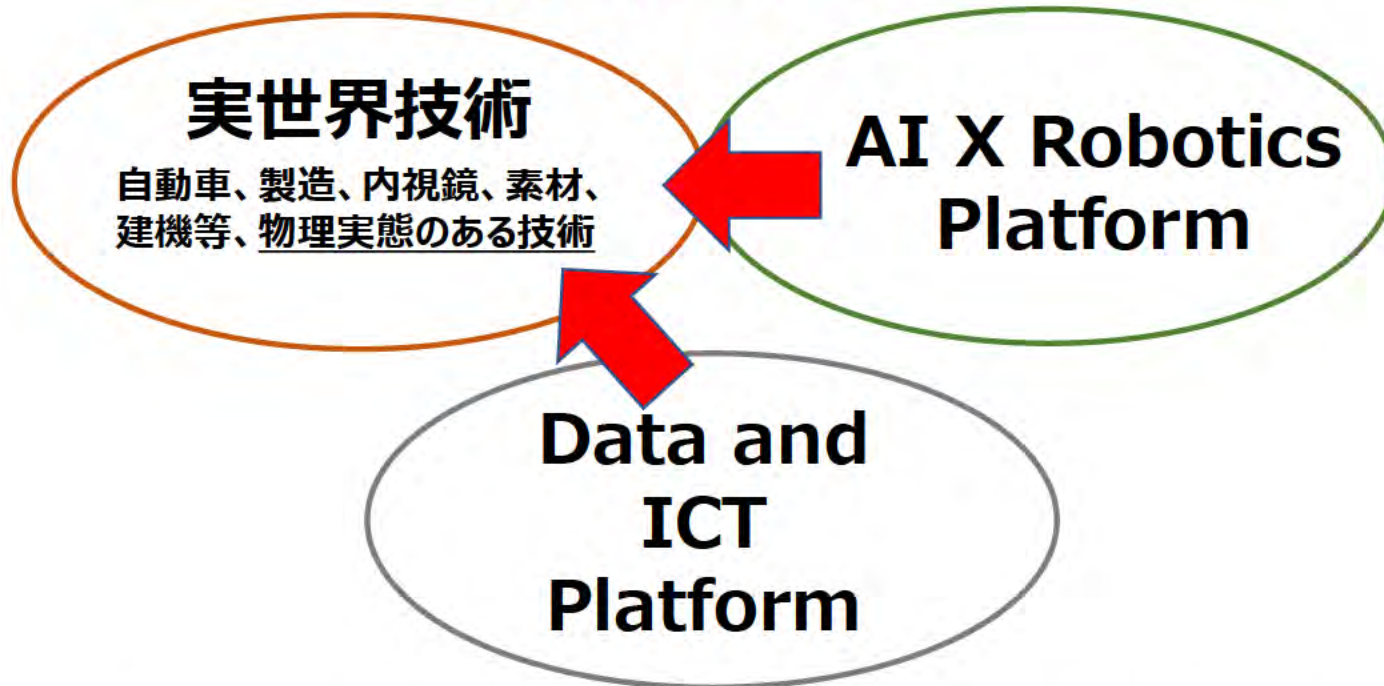 実世界技術
自動車、製造、内視鏡、素材、
建機等、物理実態のある技術
AI X Robotics
Platform
Data and
ICT
Platform